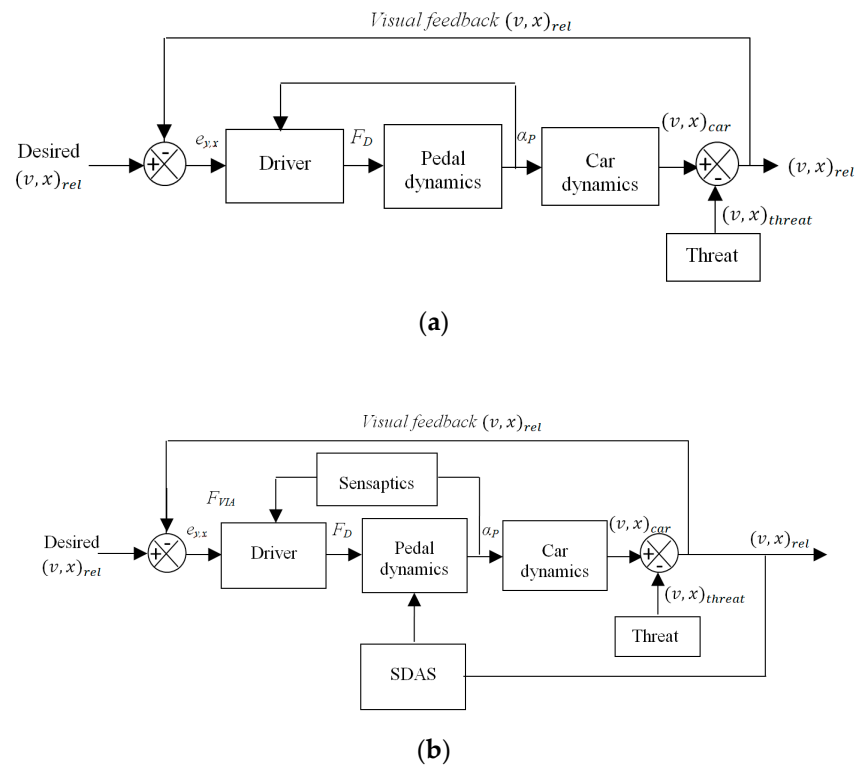 Visual feedback (v, x)rel
Desired
(v, x)rel
+
-
ey,x
Driver
FD
Pedal
dynamics
αP
Car
dynamics
(v, x)car
+
-
(v, x)rel
(v, x)threat
Threat
(a)
Visual feedback (v, x)rel
Sensaptics
FVIA
Desired
(v, x)rel
+
-
ey,x
Driver
FD
Pedal
dynamics
αP
Car
dynamics
(v, x)car
+
-
(v, x)rel
(v, x)threat
Threat
SDAS
(b)